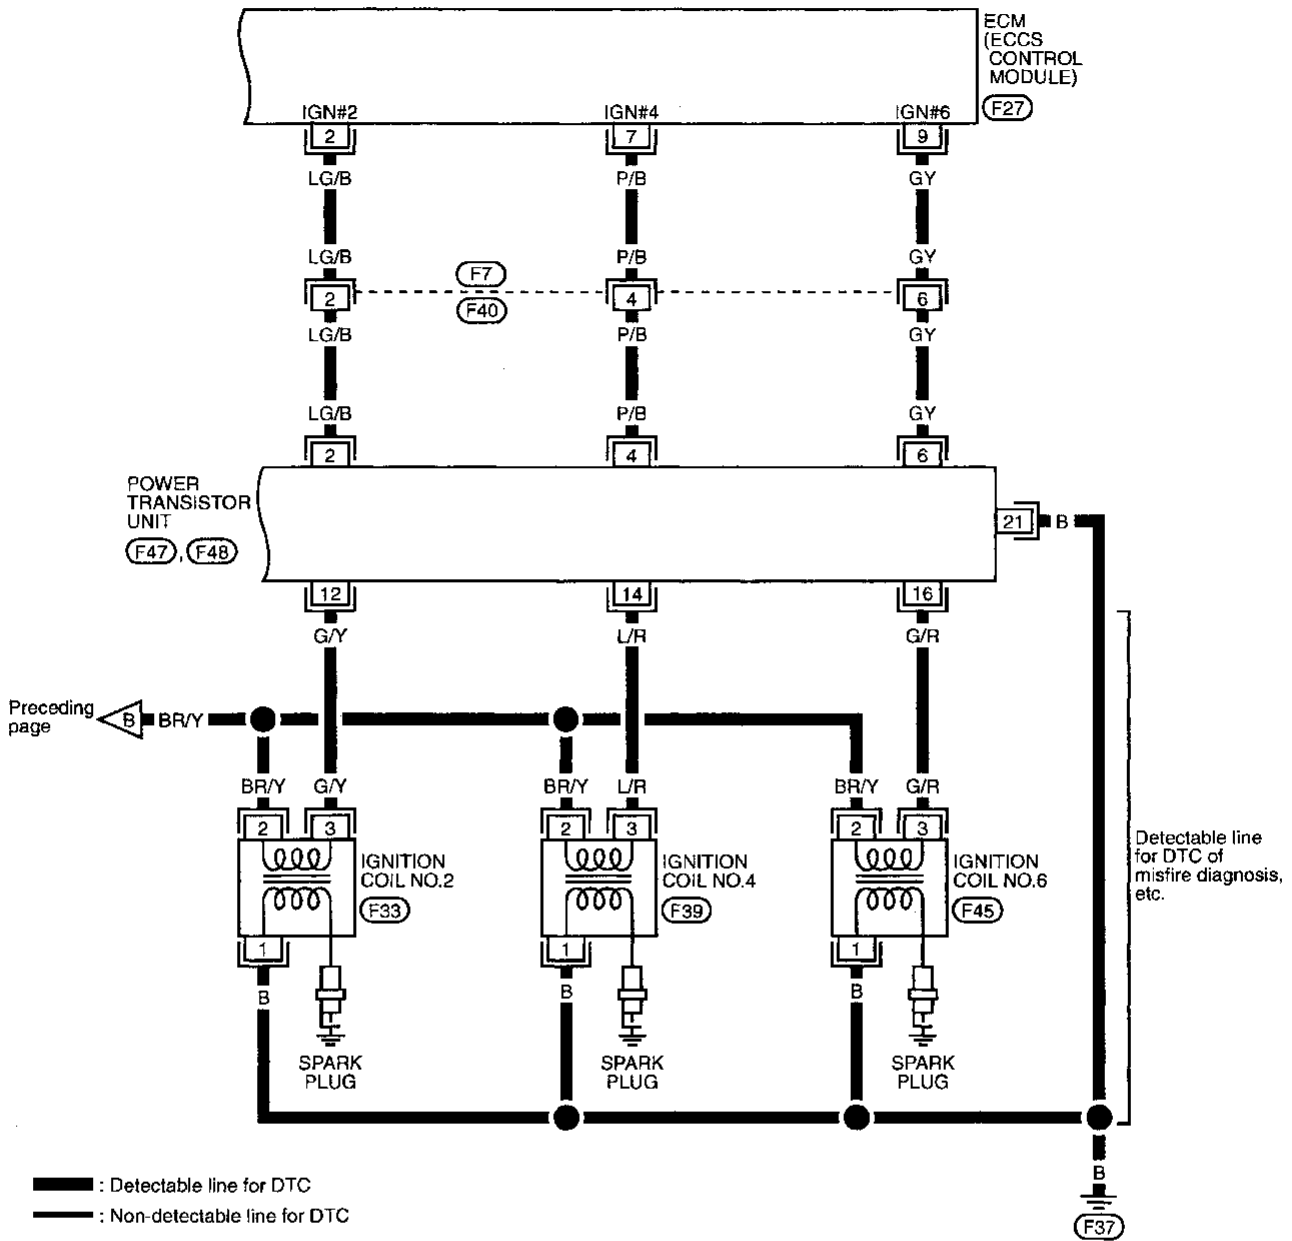 ECM
(ECCS
CONTROL
MODULE)
F27
IGN#2 IGN#4 IGN#6
2 7 9
LG/B P/B GY
LG/B P/B GY
F7
2 4 6
F40
LG/B P/B GY
LG/B P/B GY
2 4 6
POWER
TRANSISTOR
UNIT
F47, F48
21 B
12 14 16
G/Y L/R G/R
Preceding
page
B BR/Y
BR/Y G/Y BR/Y L/R BR/Y G/R
2 3 2 3 2 3
IGNITION
COIL NO.2
F33
IGNITION
COIL NO.4
F39
IGNITION
COIL NO.6
F45
Detectable line
for DTC of
misfire diagnosis,
etc.
1 1 1
B B B
SPARK
PLUG
SPARK
PLUG
SPARK
PLUG
B
F37
: Detectable line for DTC
: Non-detectable line for DTC